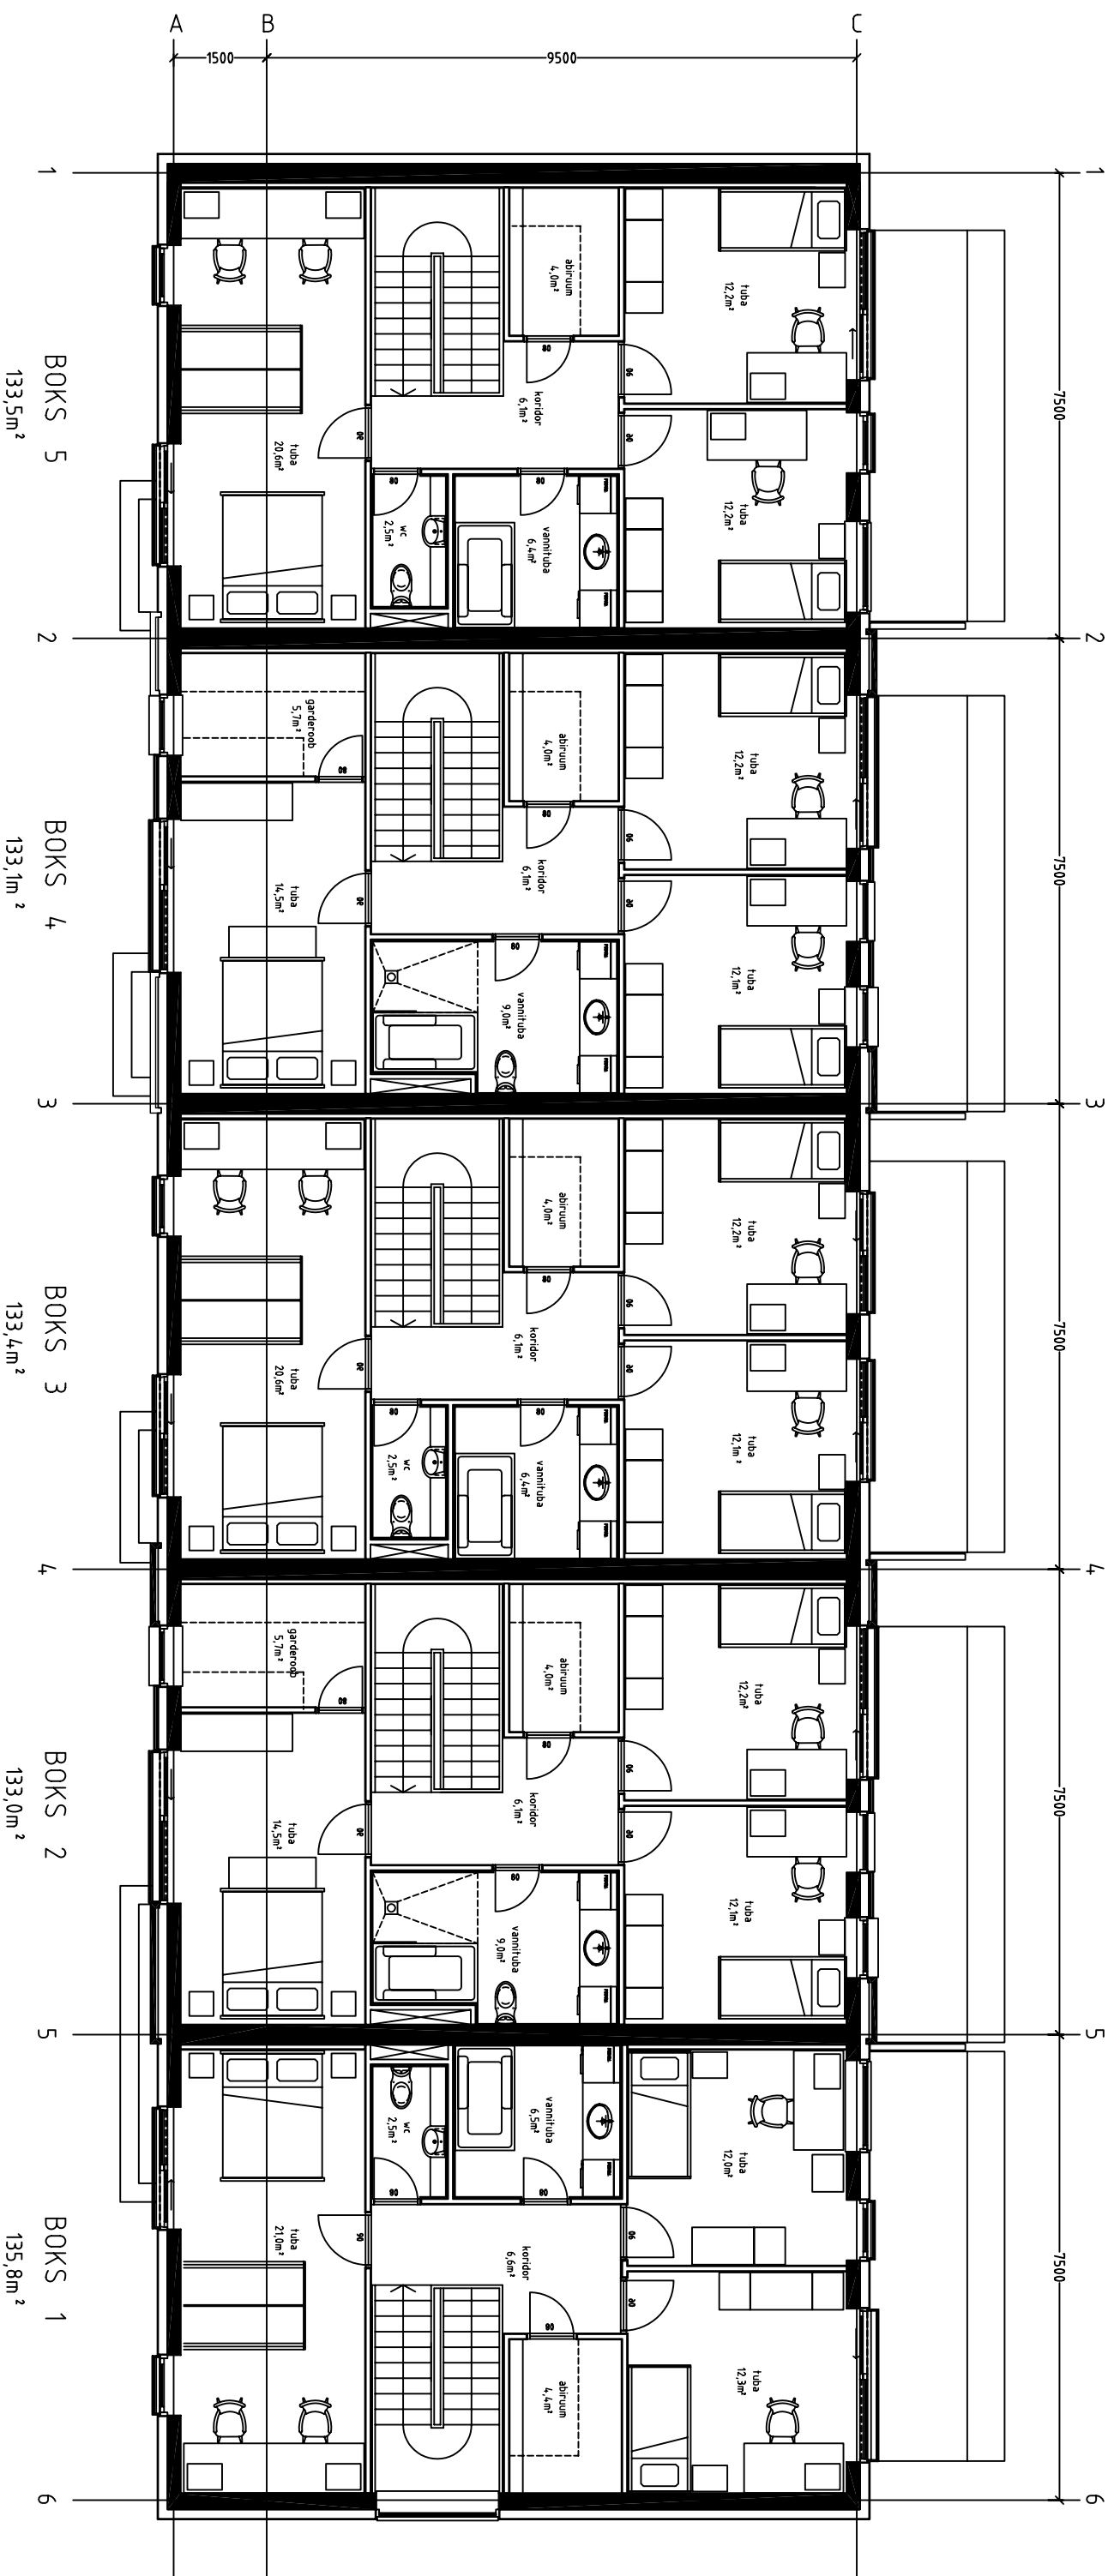 A
B
C
1500
9500
1
1
7500
abiruum
4,0m²
tuba
12,2m²
80
90
koridor
6,1m²
BOKS 5
133,5m²
tuba
20,6m²
90
90
80
80
wc
2,5m²
vannituba
6,4m²
tuba
12,2m²
2
2
7500
garderoob
5,7m²
80
abiruum
4,0m²
tuba
12,2m²
80
90
koridor
6,1m²
BOKS 4
133,1m²
tuba
14,5m²
90
90
80
vannituba
9,0m²
tuba
12,1m²
3
3
7500
abiruum
4,0m²
tuba
12,2m²
80
90
koridor
6,1m²
BOKS 3
133,4m²
tuba
20,6m²
90
90
80
80
wc
2,5m²
vannituba
6,4m²
tuba
12,1m²
4
4
7500
garderoob
5,7m²
80
abiruum
4,0m²
tuba
12,2m²
80
90
koridor
6,1m²
BOKS 2
133,0m²
tuba
14,5m²
90
90
80
vannituba
9,0m²
tuba
12,1m²
5
5
7500
wc
2,5m²
vannituba
6,5m²
tuba
12,0m²
80
80
90
BOKS 1
135,8m²
tuba
21,0m²
90
koridor
6,6m²
90
80
abiruum
4,4m²
tuba
12,3m²
6
6